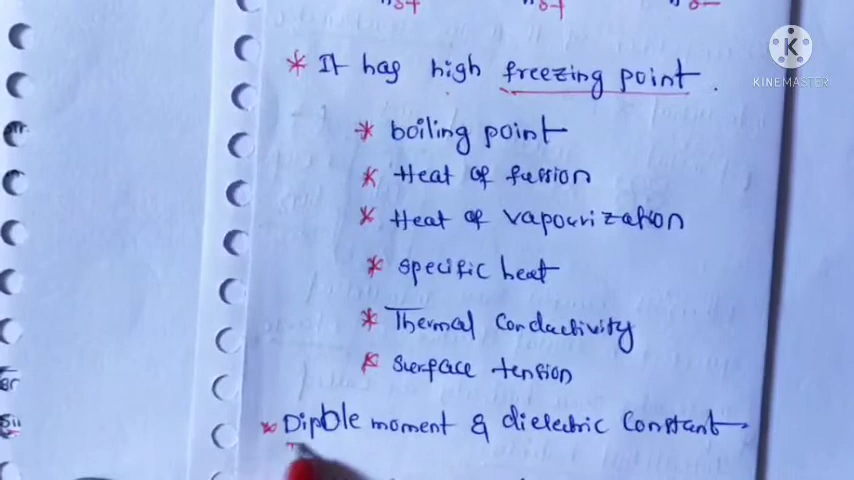 * It has high freezing point.
* boiling point
* Heat of fussion
* Heat of vapourization
* specific heat
* Thermal conductivity
* surface tension
* Dipole moment & dielectric constant
KINEMASTER